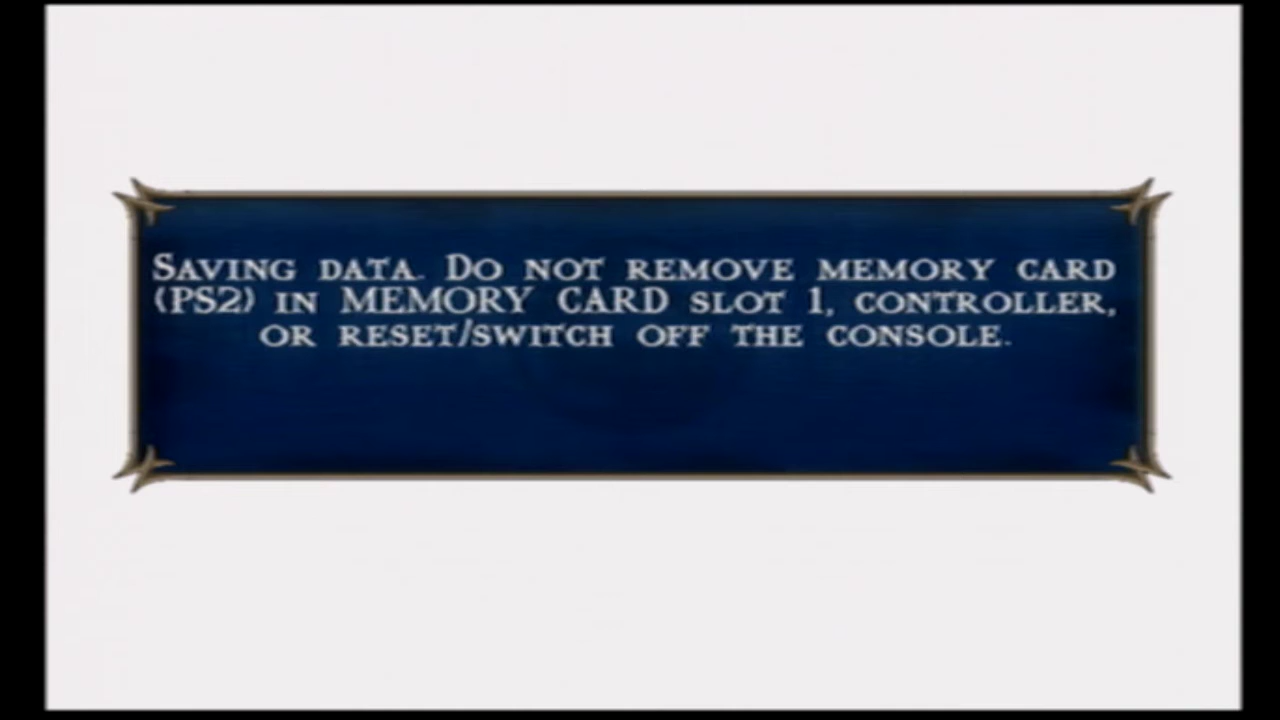 Saving data. Do not remove memory card
(PS2) in MEMORY CARD slot 1, controller,
or reset/switch off the console.